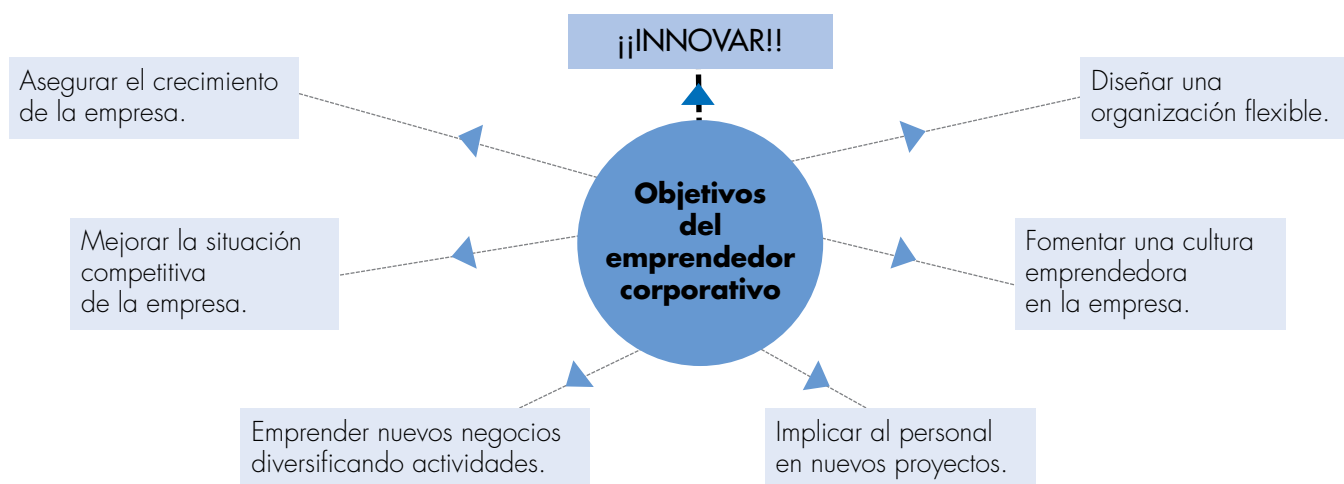 ¡¡INNOVAR!!
Asegurar el crecimiento
de la empresa.
Diseñar una
organización flexible.
Objetivos
del
emprendedor
corporativo
Mejorar la situación
competitiva
de la empresa.
Fomentar una cultura
emprendedora
en la empresa.
Emprender nuevos negocios
diversificando actividades.
Implicar al personal
en nuevos proyectos.